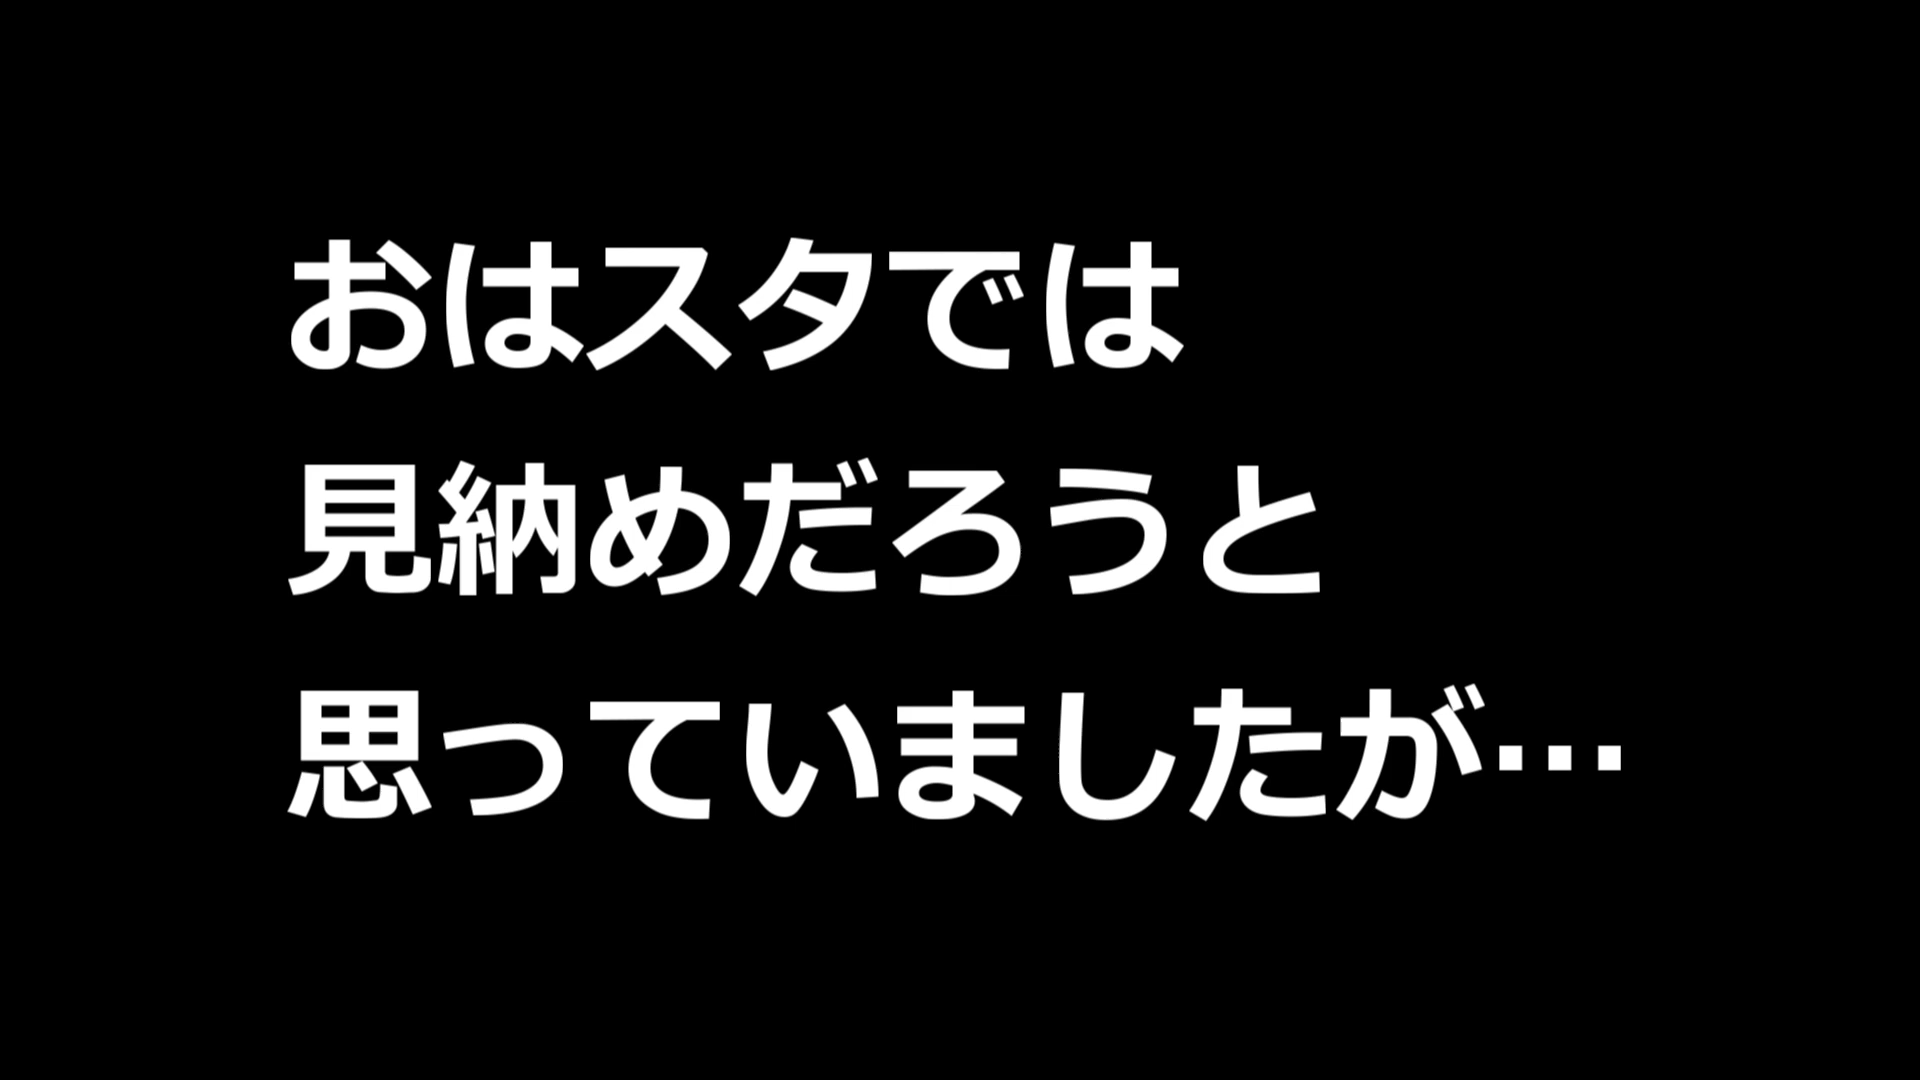 おはスタでは
見納めだろうと
思っていましたが…